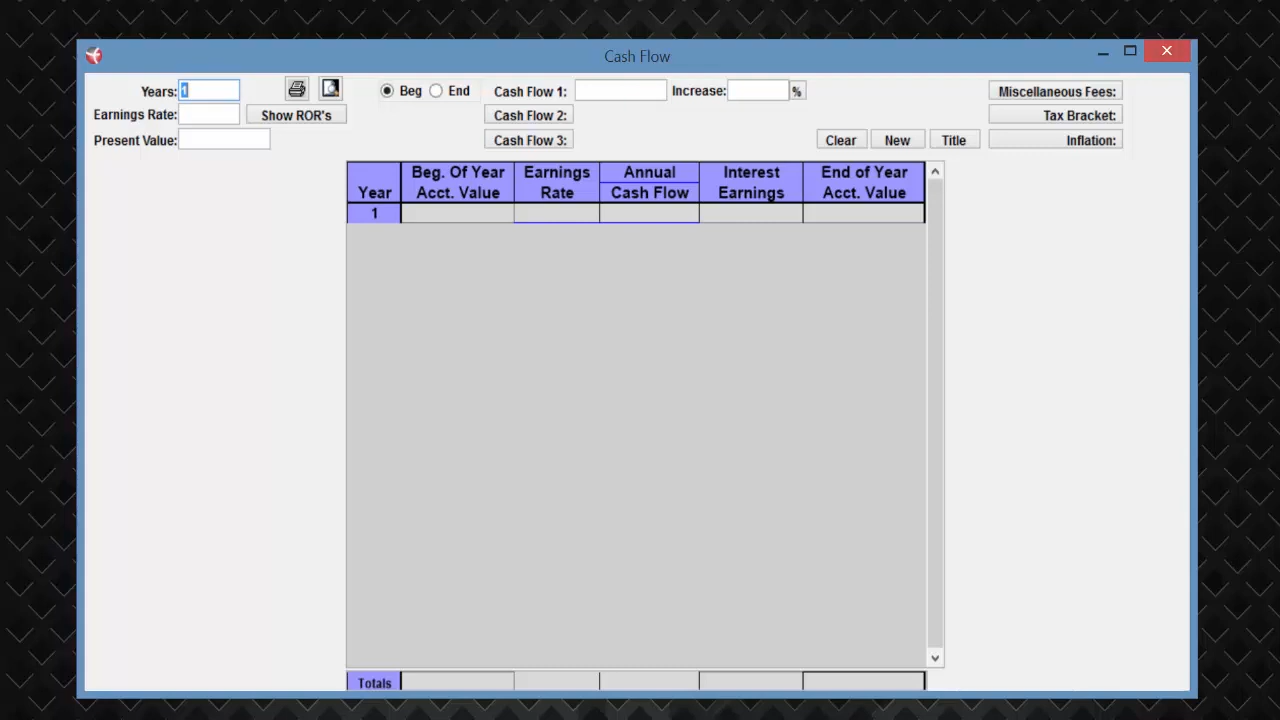 Cash Flow
Years: 1
Beg End Cash Flow 1: Increase: % Miscellaneous Fees:
Earnings Rate: Show ROR's Cash Flow 2: Tax Bracket:
Present Value: Cash Flow 3: Clear New Title Inflation:
Beg. Of Year Earnings Annual Interest End of Year
Year Acct. Value Rate Cash Flow Earnings Acct. Value
1
Totals